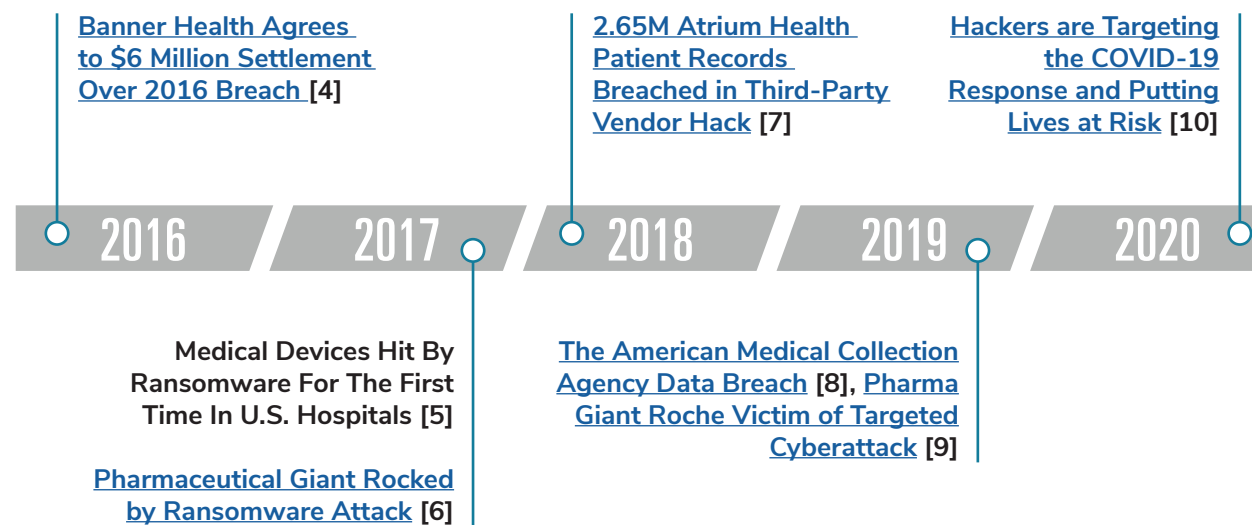 Banner Health Agrees
to $6 Million Settlement
Over 2016 Breach [4]
2.65M Atrium Health
Patient Records
Breached in Third-Party
Vendor Hack [7]
Hackers are Targeting
the COVID-19
Response and Putting
Lives at Risk [10]
2016
2017
2018
2019
2020
Medical Devices Hit By
Ransomware For The First
Time In U.S. Hospitals [5]
Pharmaceutical Giant Rocked
by Ransomware Attack [6]
The American Medical Collection
Agency Data Breach [8], Pharma
Giant Roche Victim of Targeted
Cyberattack [9]